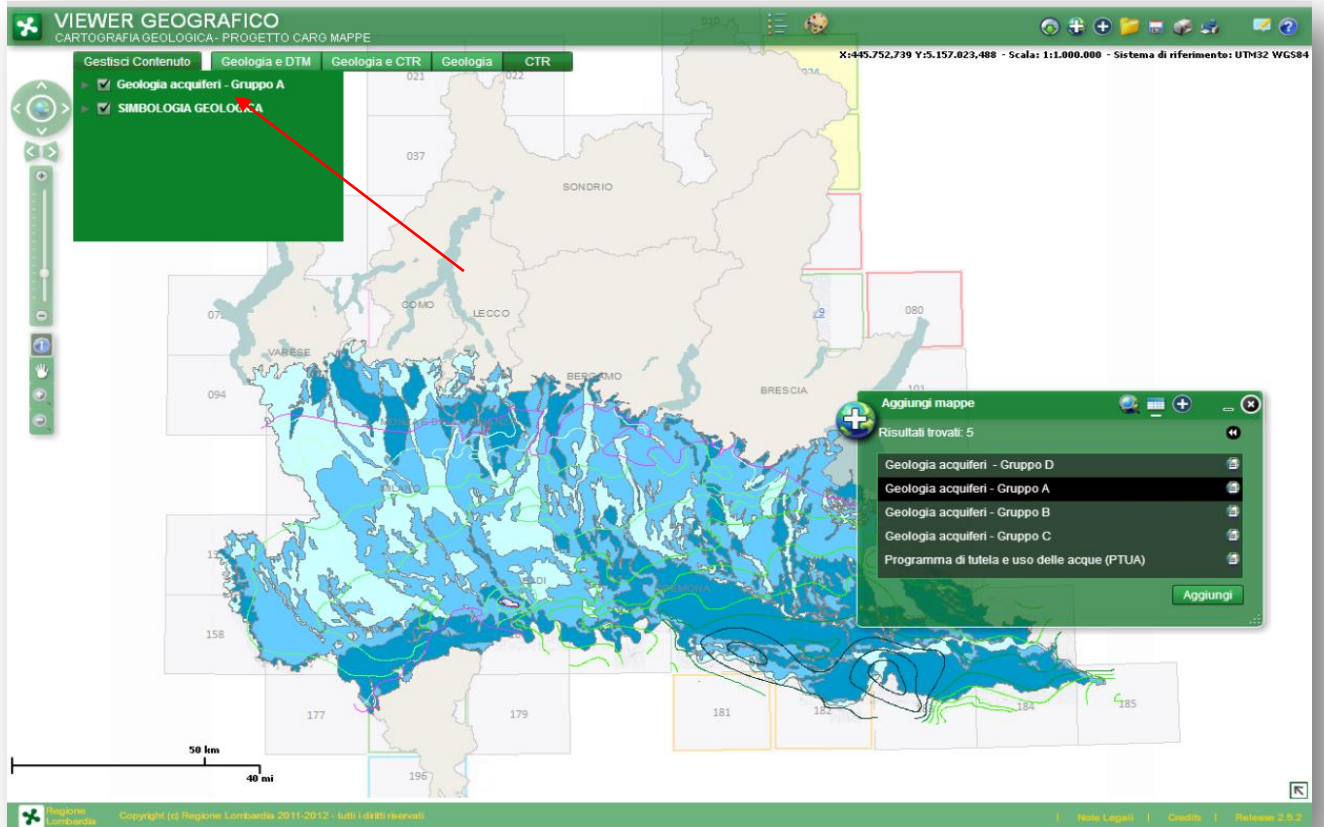 VIEWER GEOGRAFICO
CARTOGRAFIA GEOLOGICA - PROGETTO CARG MAPPE
X:445.752,739 Y:5.157.023,488 - Scala: 1:1.000.000 - Sistema di riferimento: UTM32 WGS84
Gestisci Contenuto
Geologia e DTM
Geologia e CTR
Geologia
CTR
Geologia acquiferi - Gruppo A
SIMBOLOGIA GEOLOGICA
010
021
022
024
037
SONDRIO
COMO
LECCO
VARESE
BERGAMO
BRESCIA
080
094
101
MILANO
158
177
179
181
182
184
185
196
Aggiungi mappe
Risultati trovati: 5
Geologia acquiferi - Gruppo D
Geologia acquiferi - Gruppo A
Geologia acquiferi - Gruppo B
Geologia acquiferi - Gruppo C
Programma di tutela e uso delle acque (PTUA)
Aggiungi
50 km
40 mi
Regione
Lombardia
Copyright (c) Regione Lombardia 2011-2012 - tutti i diritti riservati
| Note Legali | Credits | Release 2.5.2